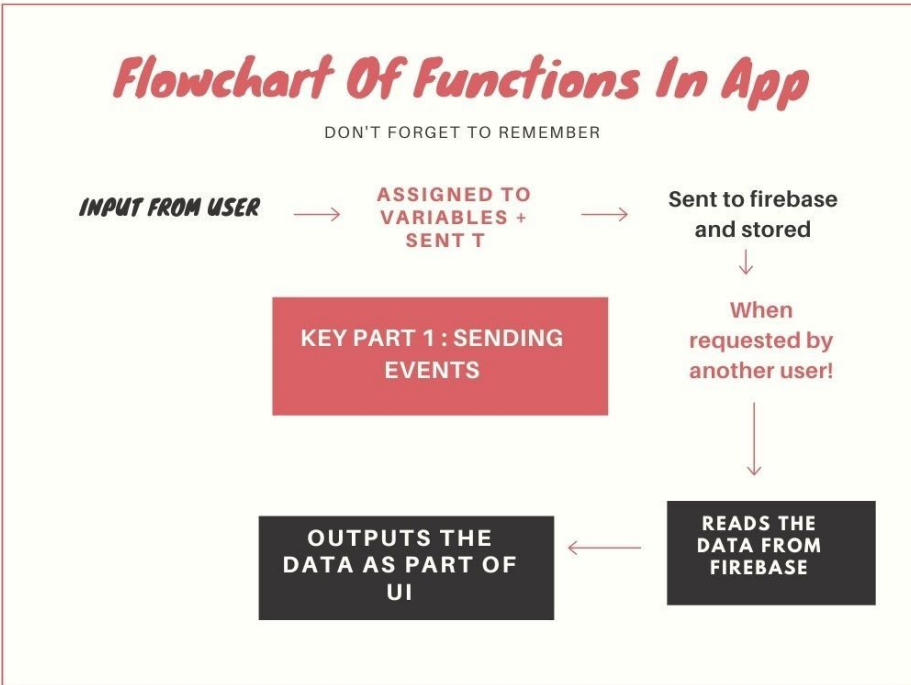 Flowchart Of Functions In App
DON'T FORGET TO REMEMBER
INPUT FROM USER
ASSIGNED TO
VARIABLES +
SENT T
Sent to firebase
and stored
When
requested by
another user!
KEY PART 1 : SENDING
EVENTS
READS THE
DATA FROM
FIREBASE
OUTPUTS THE
DATA AS PART OF
UI